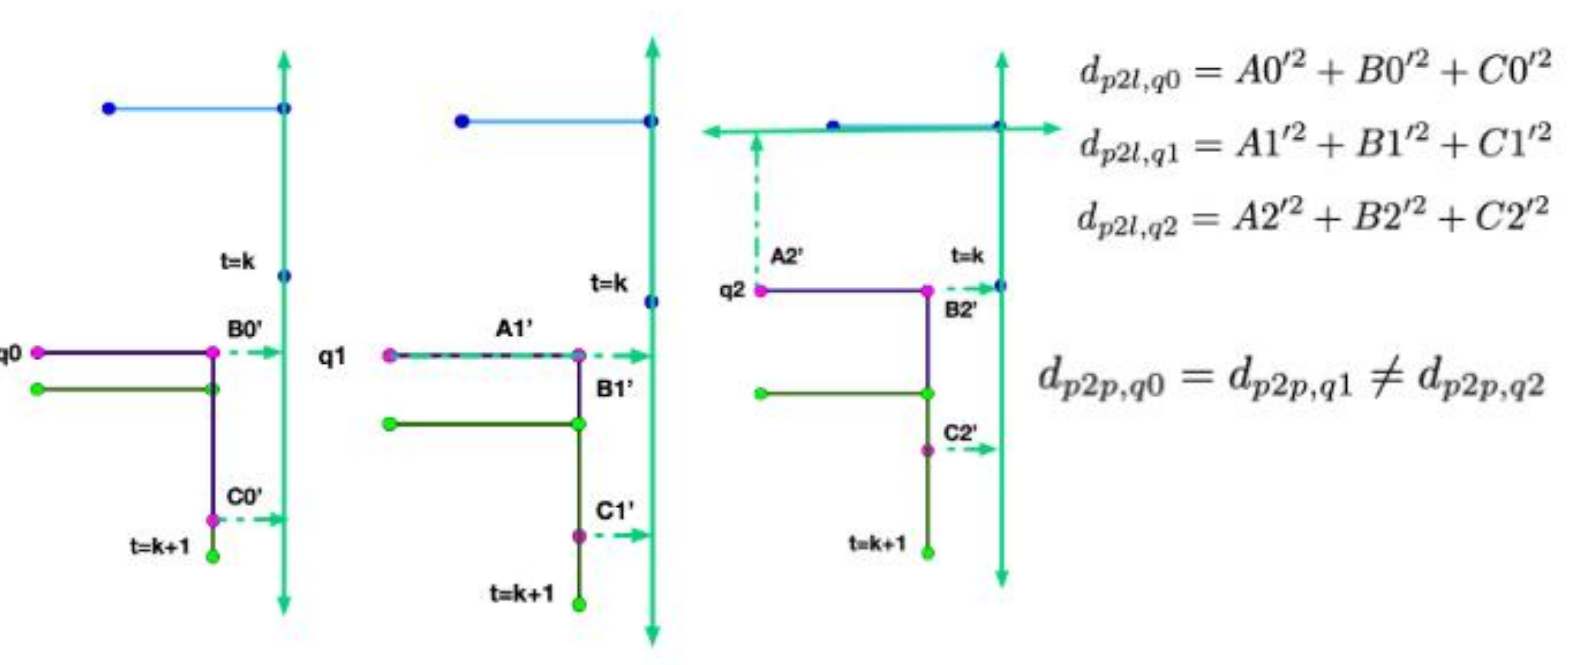 t=k
q0
B0'
C0'
t=k+1
t=k
q1
A1'
B1'
C1'
t=k+1
A2'
t=k
q2
B2'
C2'
t=k+1
d_{p2l,q0} = A0'^2 + B0'^2 + C0'^2
d_{p2l,q1} = A1'^2 + B1'^2 + C1'^2
d_{p2l,q2} = A2'^2 + B2'^2 + C2'^2
d_{p2p,q0} = d_{p2p,q1} ≠ d_{p2p,q2}